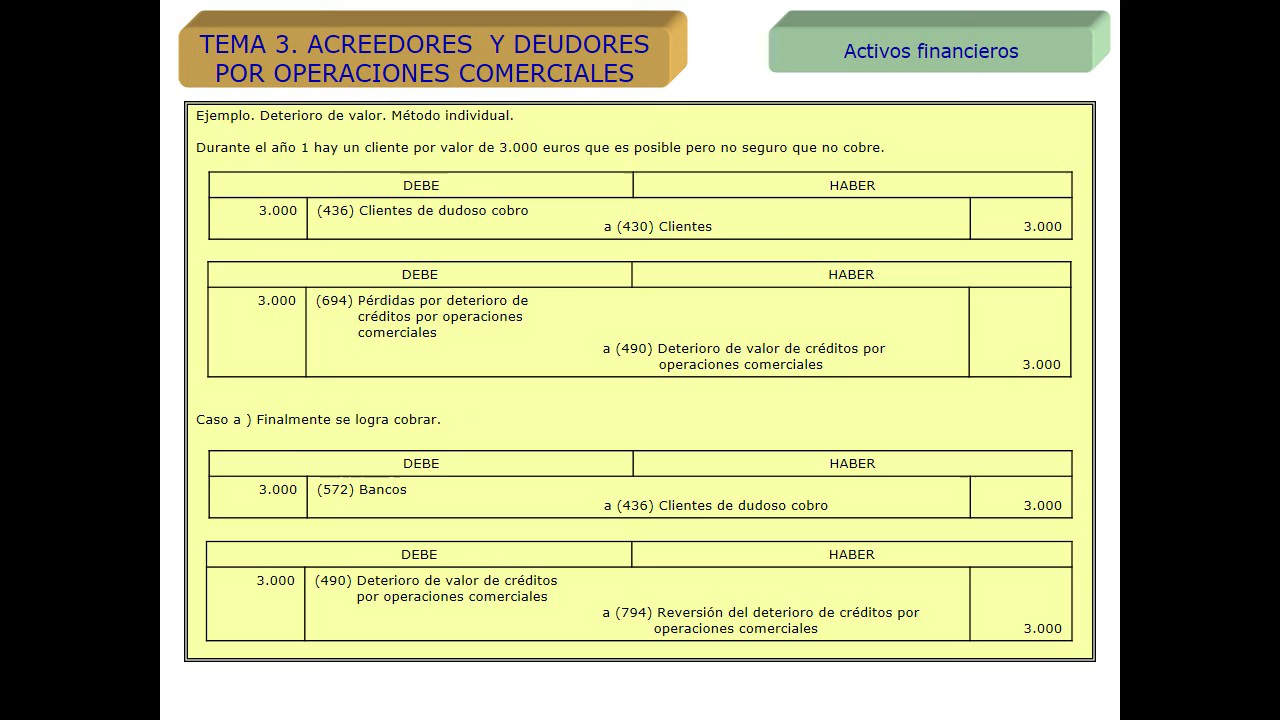 TEMA 3. ACREEDORES Y DEUDORES
POR OPERACIONES COMERCIALES
Activos financieros
Ejemplo. Deterioro de valor. Método individual.
Durante el año 1 hay un cliente por valor de 3.000 euros que es posible pero no seguro que no cobre.
DEBE HABER
3.000 (436) Clientes de dudoso cobro
a (430) Clientes 3.000
DEBE HABER
3.000 (694) Pérdidas por deterioro de
créditos por operaciones
comerciales
a (490) Deterioro de valor de créditos por
operaciones comerciales 3.000
Caso a ) Finalmente se logra cobrar.
DEBE HABER
3.000 (572) Bancos
a (436) Clientes de dudoso cobro 3.000
DEBE HABER
3.000 (490) Deterioro de valor de créditos
por operaciones comerciales
a (794) Reversión del deterioro de créditos por
operaciones comerciales 3.000